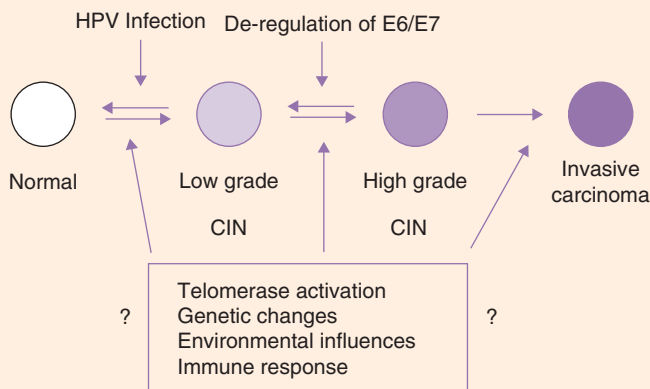 HPV Infection
De-regulation of E6/E7
Normal
Low grade
CIN
High grade
CIN
Invasive
carcinoma
?
Telomerase activation
Genetic changes
Environmental influences
Immune response
?